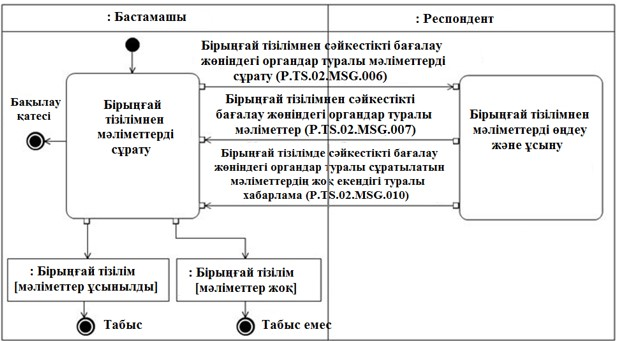 : Бастамашы
: Респондент
Бірыңғай тізілімнен сәйкестікті бағалау
жөніндегі органдар туралы мәліметтерді
сұрату (P.TS.02.MSG.006)
Бақылау
қатесі
Бірыңғай
тізілімнен
мәліметтерді
сұрату
Бірыңғай тізілімнен сәйкестікті
бағалау жөніндегі органдар туралы
мәліметтер (P.TS.02.MSG.007)
Бірыңғай тізілімнен
мәліметтерді өңдеу
және ұсыну
Бірыңғай тізілімде сәйкестікті бағалау
жөніндегі органдар туралы сұратылатын
мәліметтердің жоқ екендігі туралы
хабарлама (P.TS.02.MSG.010)
: Бірыңғай тізілім
[мәліметтер ұсынылды]
: Бірыңғай тізілім
[мәліметтер жоқ]
Табыс
Табыс емес